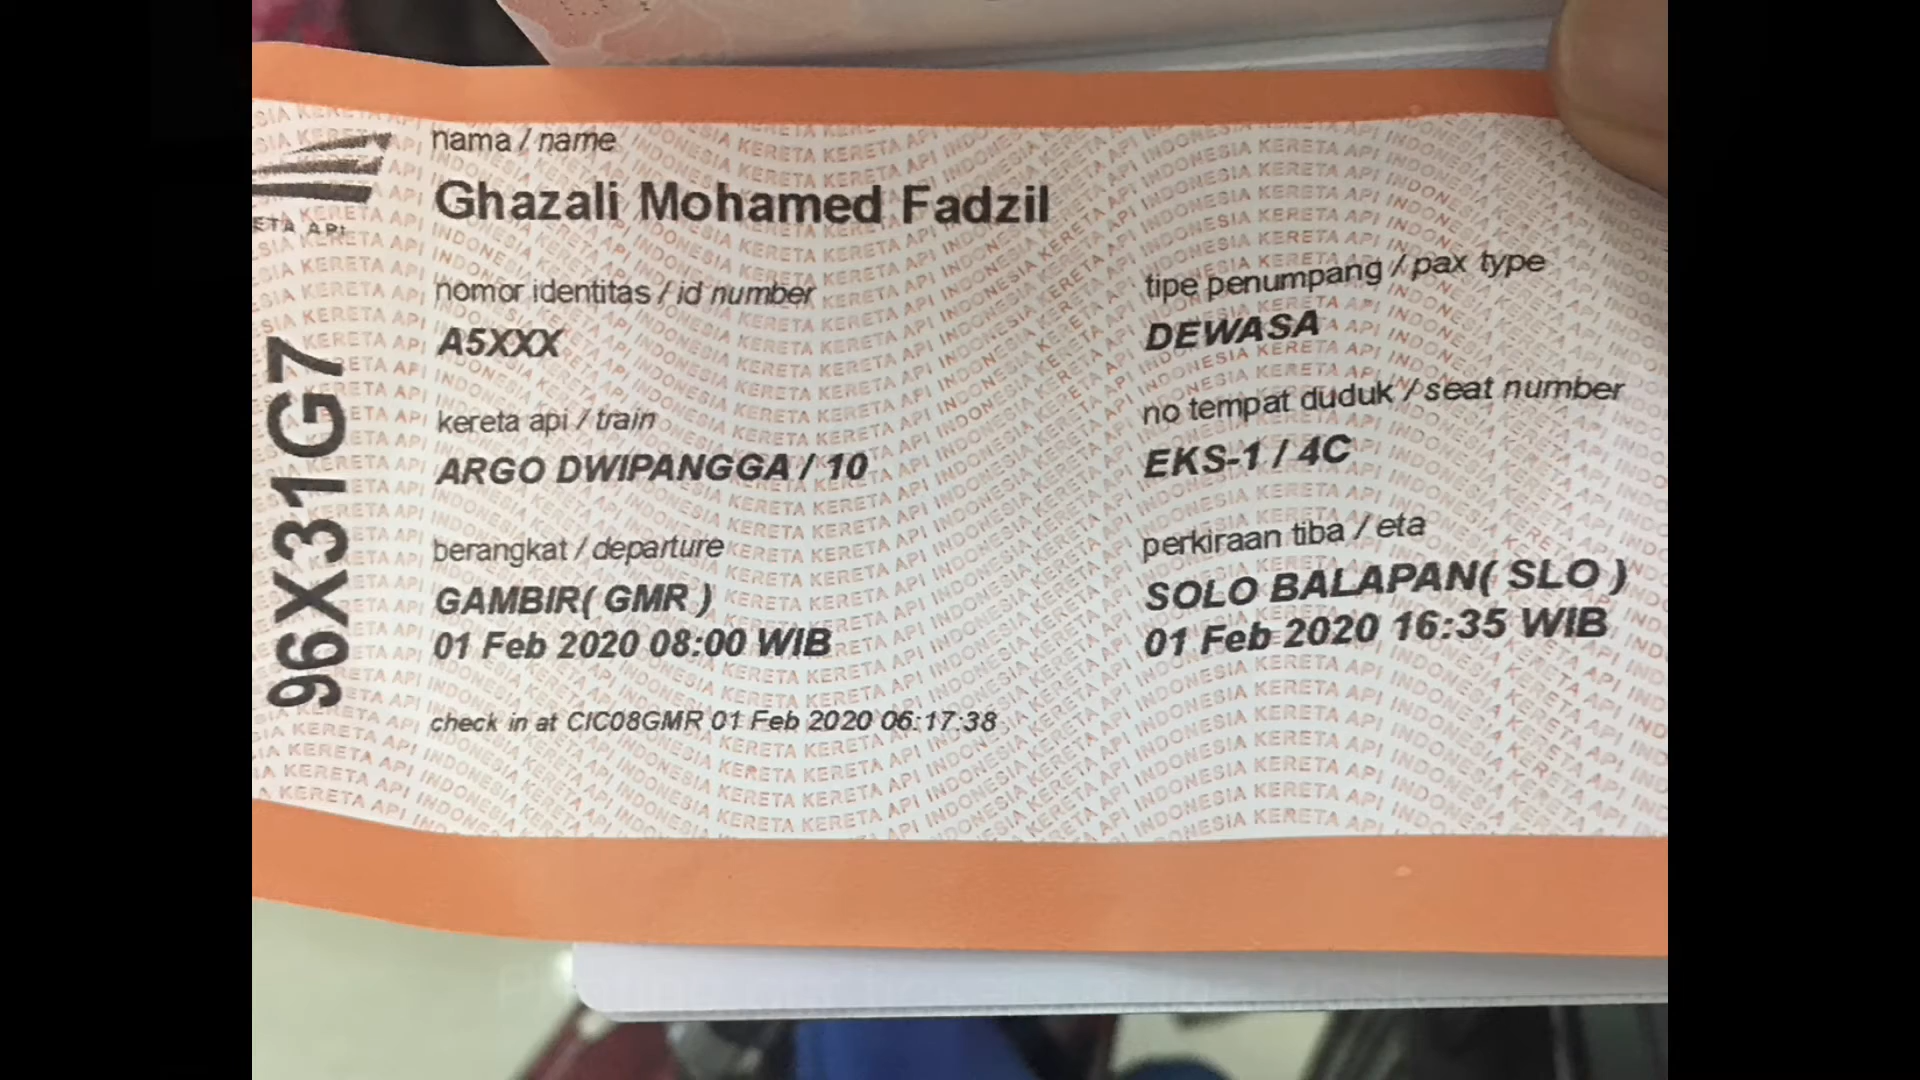 ETA API
96X31G7
nama / name
Ghazali Mohamed Fadzil
nomor identitas / id number
A5XXX
tipe penumpang / pax type
DEWASA
kereta api / train
ARGO DWIPANGGA / 10
no tempat duduk / seat number
EKS-1 / 4C
berangkat / departure
GAMBIR( GMR )
01 Feb 2020 08:00 WIB
perkiraan tiba / eta
SOLO BALAPAN( SLO )
01 Feb 2020 16:35 WIB
check in at CIC08GMR 01 Feb 2020 06:17:38